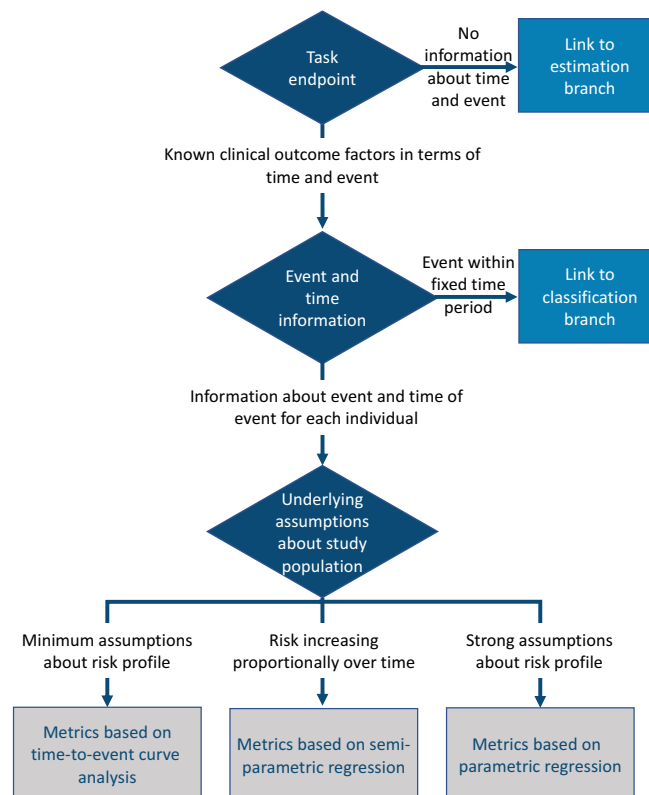 Task
endpoint
No
information
about time
and event
Link to
estimation
branch
Known clinical outcome factors in terms of
time and event
Event and
time
information
Event within
fixed time
period
Link to
classification
branch
Information about event and time of
event for each individual
Underlying
assumptions
about study
population
Minimum assumptions
about risk profile
Risk increasing
proportionally over time
Strong assumptions
about risk profile
Metrics based on
time-to-event curve
analysis
Metrics based on semi-
parametric regression
Metrics based on
parametric regression